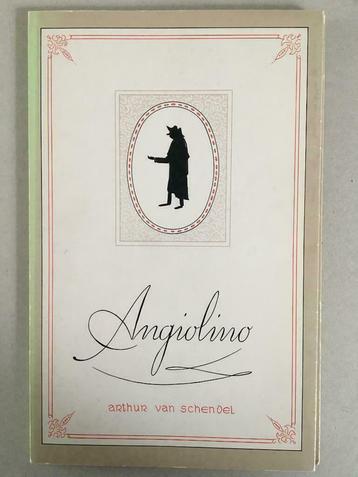 Angiolino
arthur van schendel